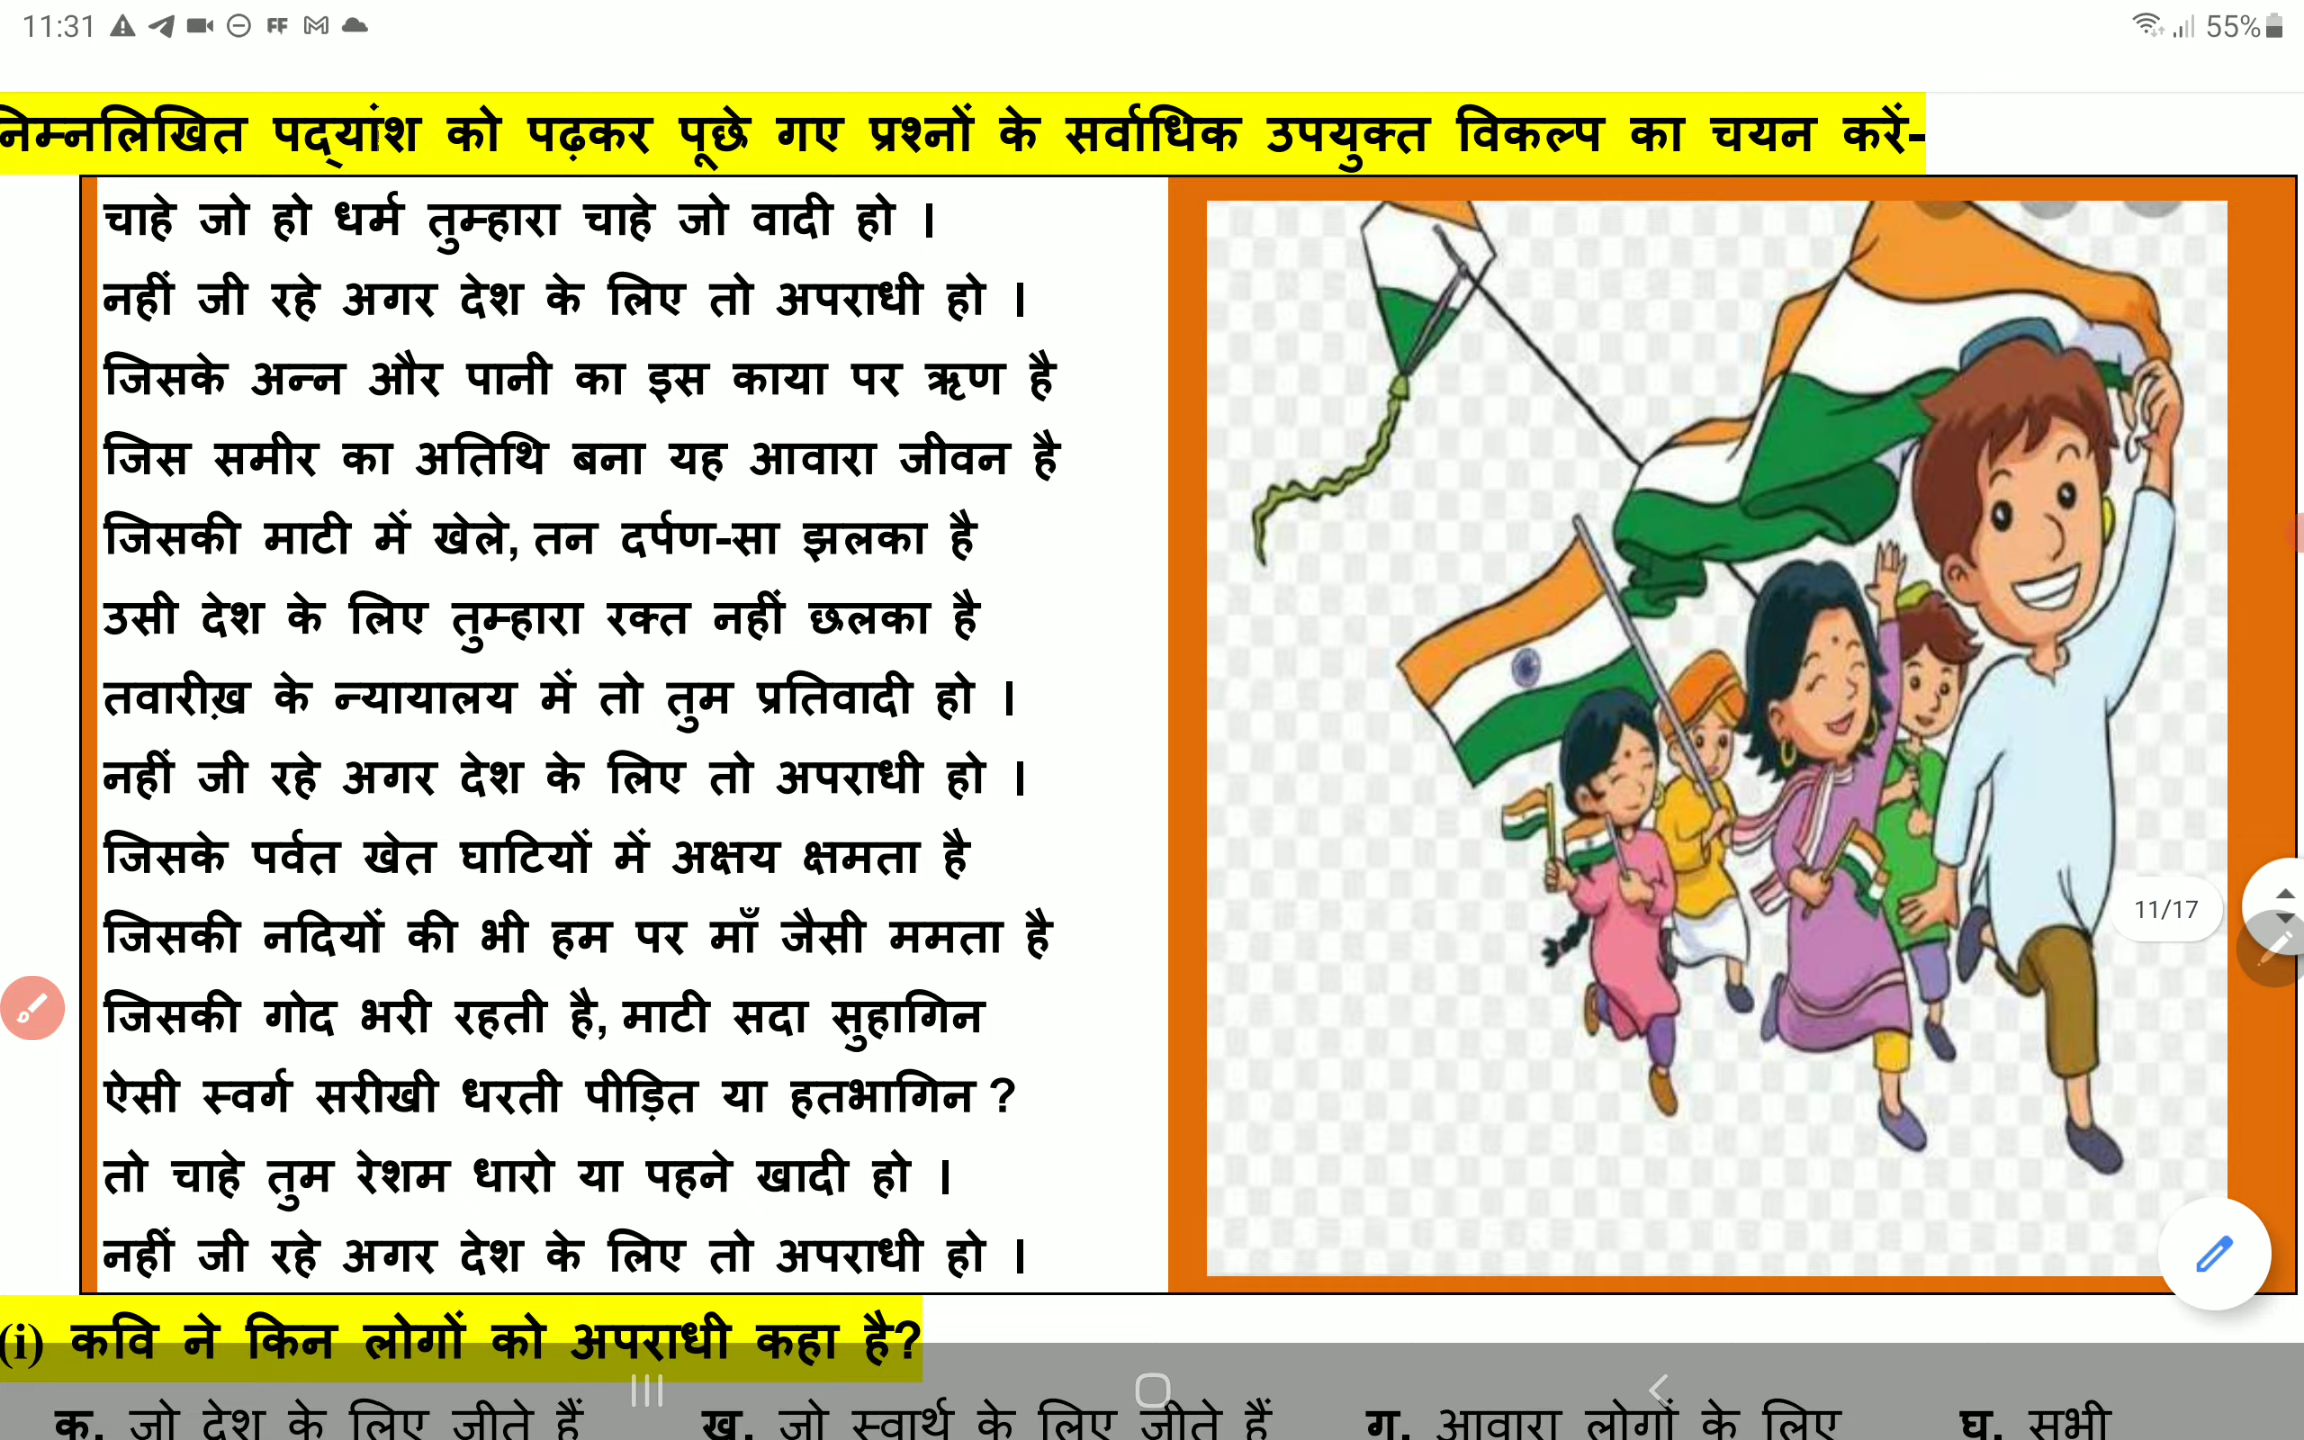 11:31
55%
निम्नलिखित पद्यांश को पढ़कर पूछे गए प्रश्नों के सर्वाधिक उपयुक्त विकल्प का चयन करें-
चाहे जो हो धर्म तुम्हारा चाहे जो वादी हो ।
नहीं जी रहे अगर देश के लिए तो अपराधी हो ।
जिसके अन्न और पानी का इस काया पर ऋण है
जिस समीर का अतिथि बना यह आवारा जीवन है
जिसकी माटी में खेले, तन दर्पण-सा झलका है
उसी देश के लिए तुम्हारा रक्त नहीं छलका है
तवारीख़ के न्यायालय में तो तुम प्रतिवादी हो ।
नहीं जी रहे अगर देश के लिए तो अपराधी हो ।
जिसके पर्वत खेत घाटियों में अक्षय क्षमता है
जिसकी नदियों की भी हम पर माँ जैसी ममता है
जिसकी गोद भरी रहती है, माटी सदा सुहागिन
ऐसी स्वर्ग सरीखी धरती पीड़ित या हतभागिन ?
तो चाहे तुम रेशम धारो या पहने खादी हो ।
नहीं जी रहे अगर देश के लिए तो अपराधी हो ।
11/17
(i) कवि ने किन लोगों को अपराधी कहा है?
क. जो देश के लिए जीते हैं ख. जो स्वार्थ के लिए जीते हैं ग. आवारा लोगों के लिए घ. सभी